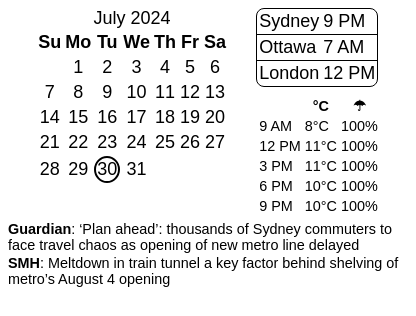 July 2024
Su Mo Tu We Th Fr Sa
1 2 3 4 5 6
7 8 9 10 11 12 13
14 15 16 17 18 19 20
21 22 23 24 25 26 27
28 29 30 31
Sydney 9 PM
Ottawa 7 AM
London 12 PM
°C ☂
9 AM 8°C 100%
12 PM 11°C 100%
3 PM 11°C 100%
6 PM 10°C 100%
9 PM 10°C 100%
Guardian: ‘Plan ahead’: thousands of Sydney commuters to
face travel chaos as opening of new metro line delayed
SMH: Meltdown in train tunnel a key factor behind shelving of
metro’s August 4 opening